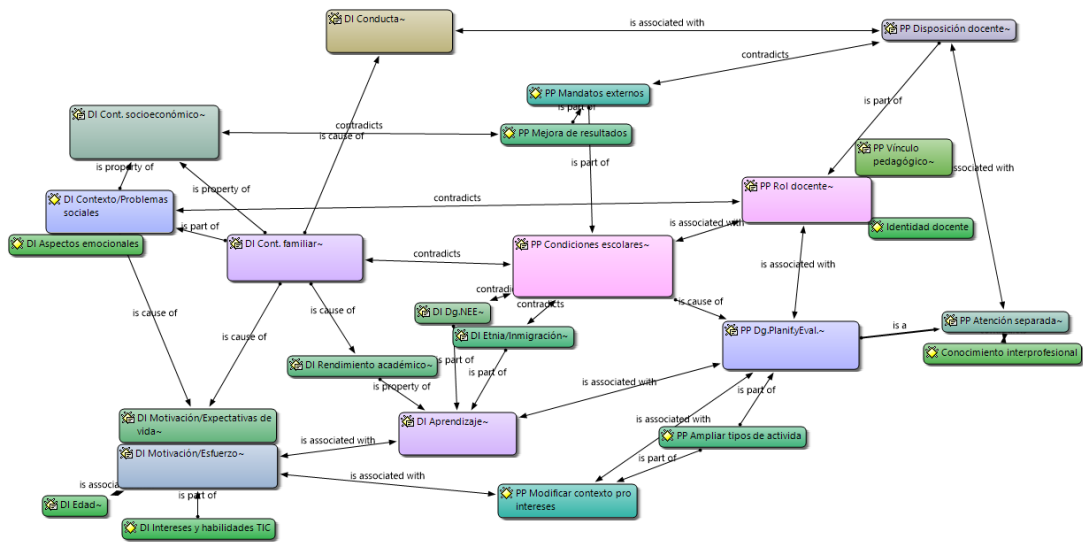 DI Conducta~
is associated with
PP Disposición docente~
contradicts
PP Mandatos externos
is part of
DI Cont. socioeconómico~
contradicts
PP Mejora de resultados
is cause of
is part of
PP Vínculo
pedagógico~
is property of
is property of
is part of
associated with
PP Rol docente~
DI Contexto/Problemas
sociales
contradicts
is part of
is associated with
Identidad docente
DI Aspectos emocionales
DI Cont. familiar~
PP Condiciones escolares~
contradicts
is associated with
contradicts
is cause of
contradicts
DI Dg.NEE~
is cause of
is cause of
DI Etnia/Inmigración~
PP Dg.Planif.yEval.~
is a
PP Atención separada~
Conocimiento interprofesional
DI Rendimiento académico~
is part of
is part of
is property of
is associated with
is part of
DI Motivación/Expectativas de
vida~
DI Aprendizaje~
is associated with
PP Ampliar tipos de activida
is associated with
DI Motivación/Esfuerzo~
is part of
is associated with
is associa
is part of
PP Modificar contexto pro
intereses
DI Edad~
DI Intereses y habilidades TIC